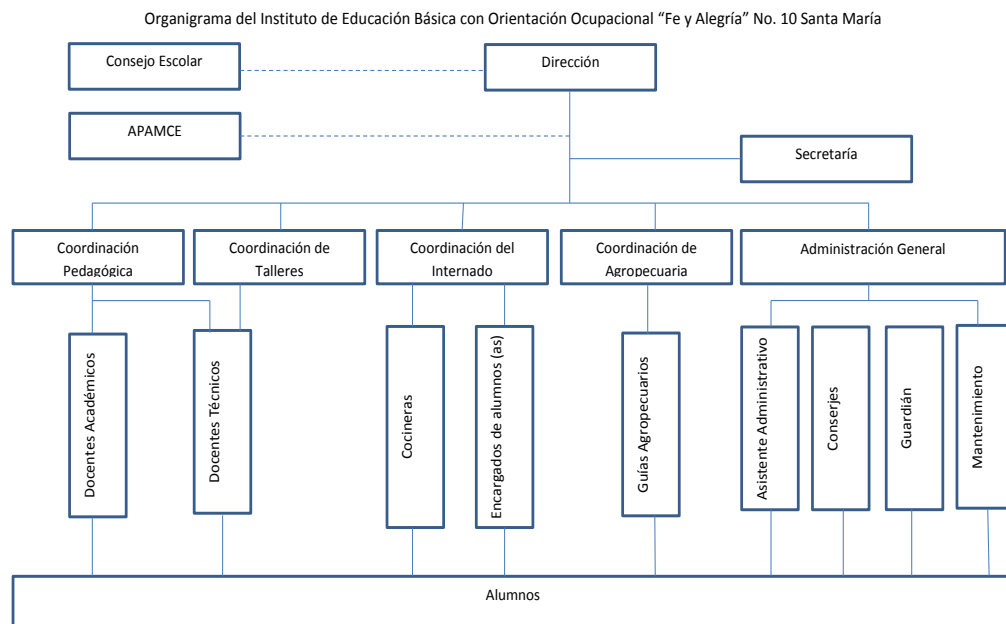 Organigrama del Instituto de Educación Básica con Orientación Ocupacional “Fe y Alegría” No. 10 Santa María
Consejo Escolar
Dirección
APAMCE
Secretaría
Coordinación
Pedagógica
Coordinación de
Talleres
Coordinación del
Internado
Coordinación de
Agropecuaria
Administración General
Docentes Académicos
Docentes Técnicos
Cocineras
Encargados de alumnos (as)
Guías Agropecuarios
Asistente Administrativo
Conserjes
Guardián
Mantenimiento
Alumnos